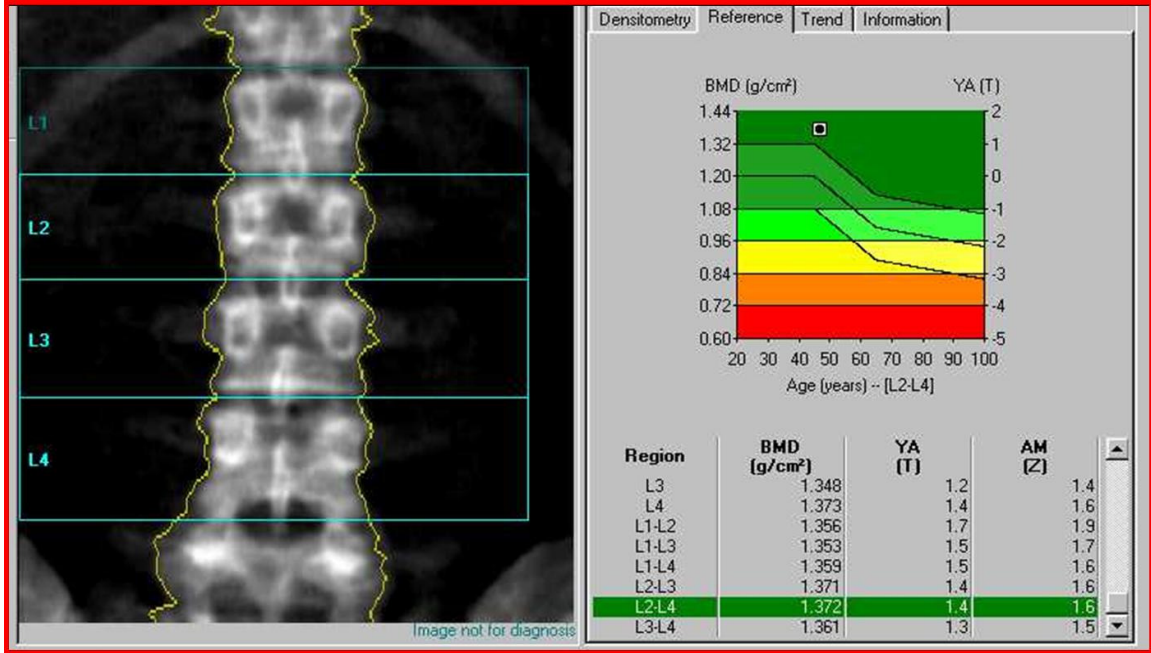 L1
L2
L3
L4
Image not for diagnosis
Densitometry Reference Trend Information
BMD (g/cm²) YA (T)
1.44 2
1.32 1
1.20 0
1.08 -1
0.96 -2
0.84 -3
0.72 -4
0.60 -5
20 30 40 50 60 70 80 90 100
Age (years) -- [L2-L4]
Region BMD (g/cm²) YA (T) AM (Z)
L3 1.348 1.2 1.4
L4 1.373 1.4 1.6
L1-L2 1.356 1.7 1.9
L1-L3 1.353 1.5 1.7
L1-L4 1.359 1.5 1.6
L2-L3 1.371 1.4 1.6
L2-L4 1.372 1.4 1.6
L3-L4 1.361 1.3 1.5